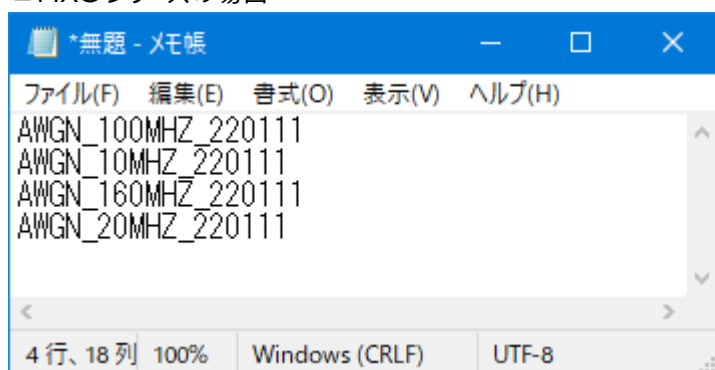 *無題 - メモ帳
ファイル(F) 編集(E) 書式(O) 表示(V) ヘルプ(H)
AWGN_100MHZ_220111
AWGN_10MHZ_220111
AWGN_160MHZ_220111
AWGN_20MHZ_220111
4 行、18 列 100% Windows (CRLF) UTF-8